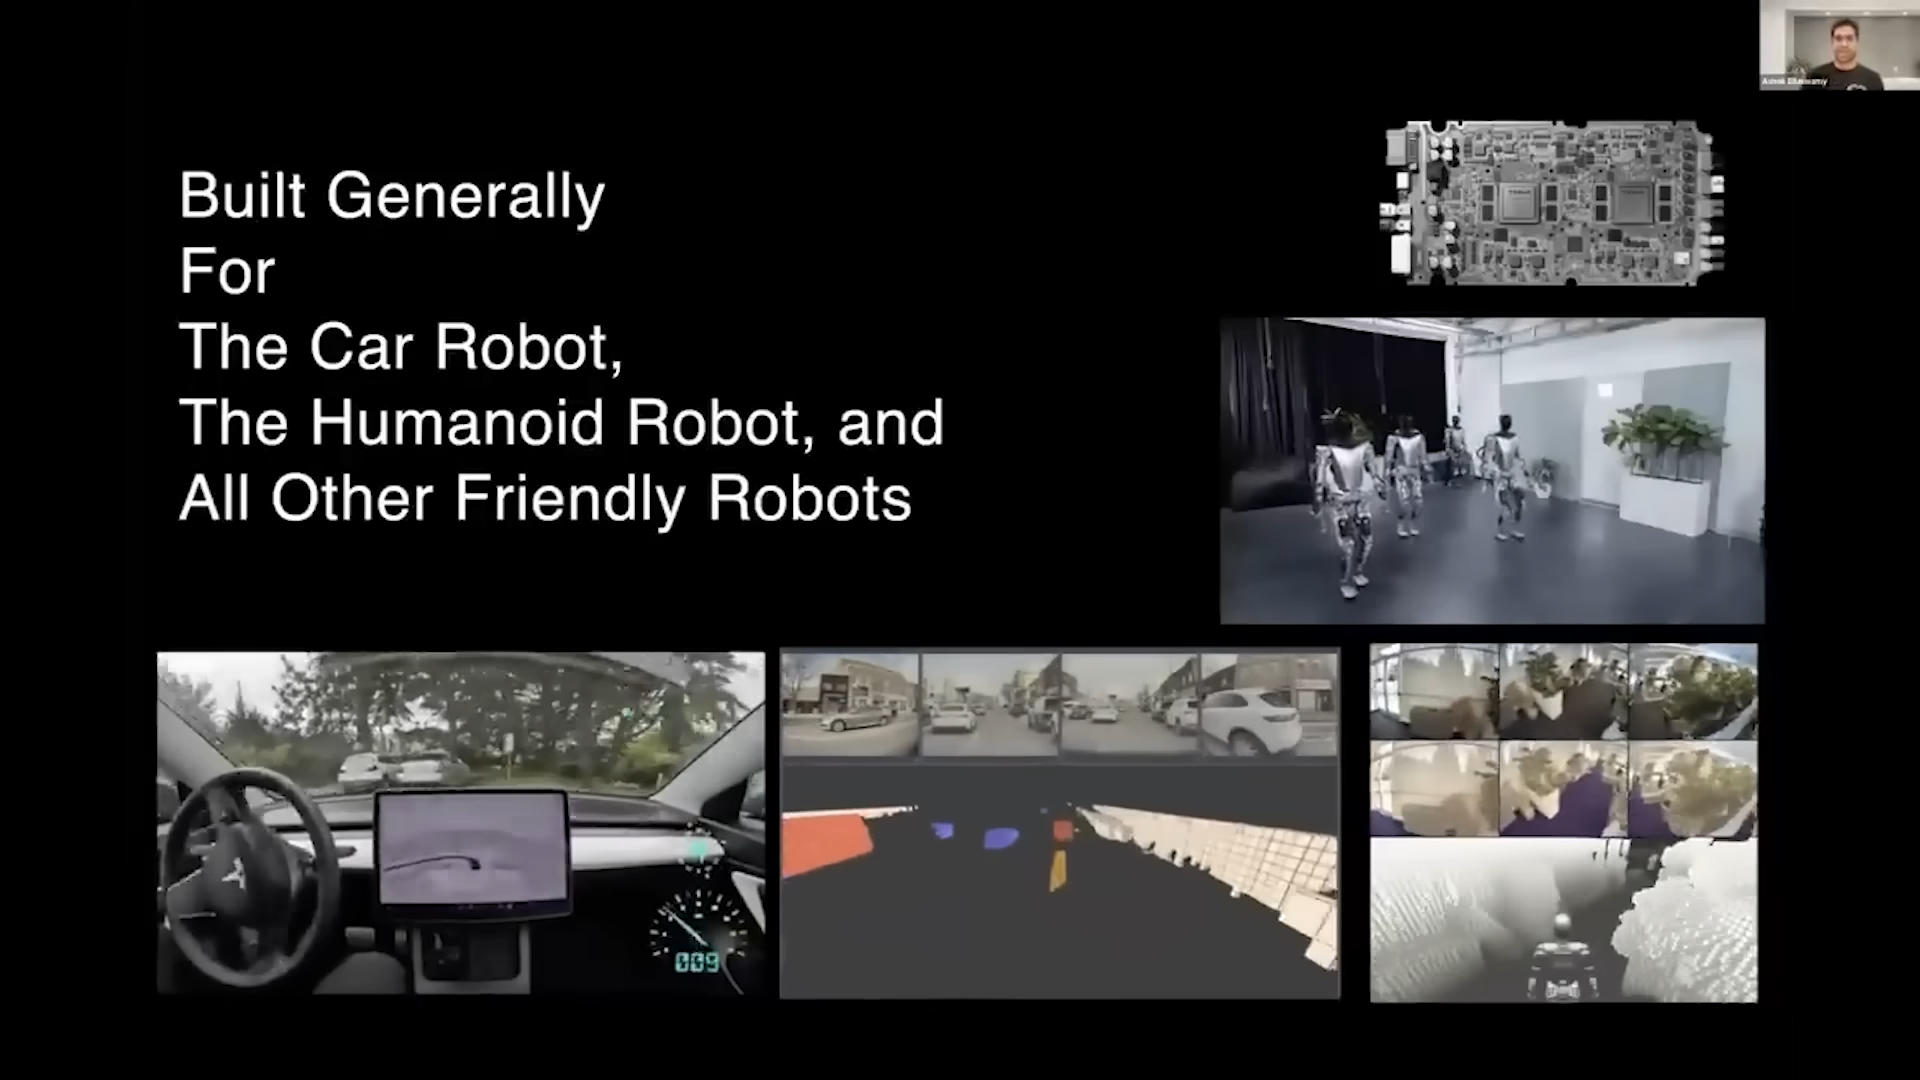 Built Generally
For
The Car Robot,
The Humanoid Robot, and
All Other Friendly Robots
009